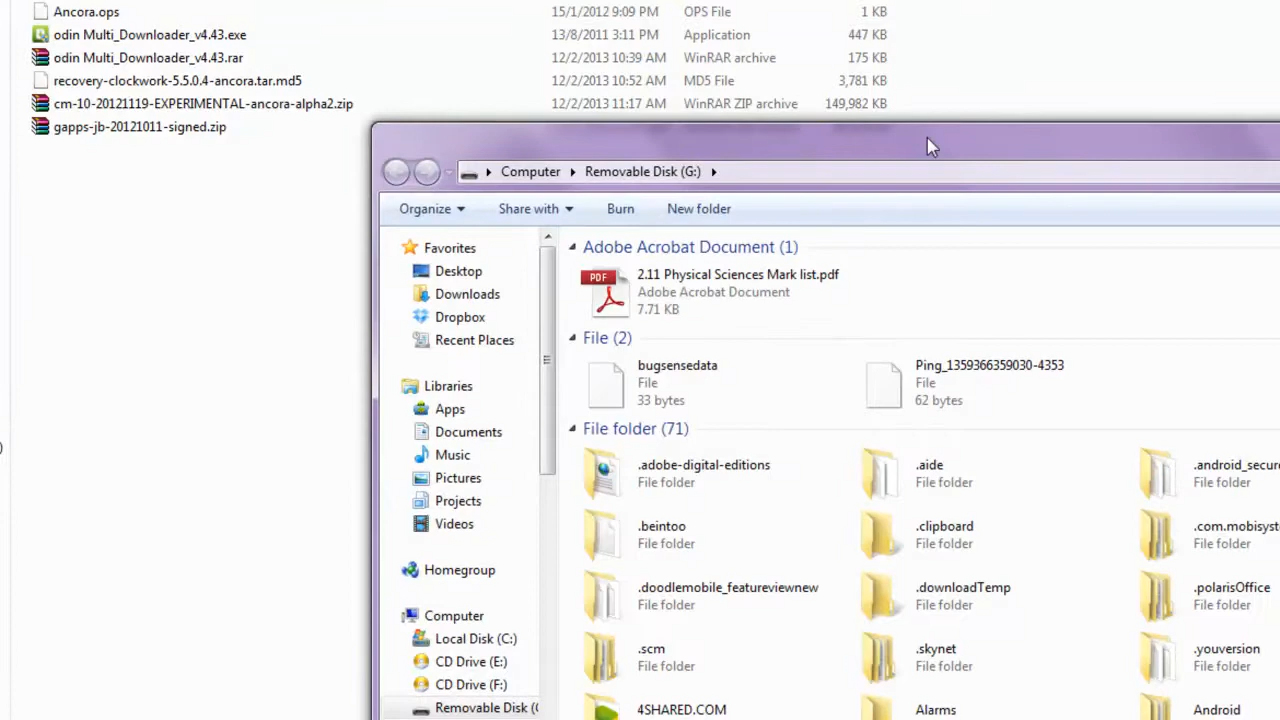 Ancora.ops 15/1/2012 9:09 PM OPS File 1 KB
odin Multi_Downloader_v4.43.exe 13/8/2011 3:11 PM Application 447 KB
odin Multi_Downloader_v4.43.rar 12/2/2013 10:39 AM WinRAR archive 175 KB
recovery-clockwork-5.5.0.4-ancora.tar.md5 12/2/2013 10:52 AM MD5 File 3,781 KB
cm-10-20121119-EXPERIMENTAL-ancora-alpha2.zip 12/2/2013 11:17 AM WinRAR ZIP archive 149,982 KB
gapps-jb-20121011-signed.zip
Computer Removable Disk (G:)
Organize Share with Burn New folder
Favorites
Desktop
Downloads
Dropbox
Recent Places
Libraries
Apps
Documents
Music
Pictures
Projects
Videos
Homegroup
Computer
Local Disk (C:)
CD Drive (E:)
CD Drive (F:)
Removable Disk (
Adobe Acrobat Document (1)
PDF
2.11 Physical Sciences Mark list.pdf
Adobe Acrobat Document
7.71 KB
File (2)
bugsensedata
File
33 bytes
Ping_1359366359030-4353
File
62 bytes
File folder (71)
.adobe-digital-editions
File folder
.aide
File folder
.android_secur
File folder
.beintoo
File folder
.clipboard
File folder
.com.mobisyst
File folder
.doodlemobile_featureviewnew
File folder
.downloadTemp
File folder
.polarisOffice
File folder
.scm
File folder
.skynet
File folder
.youversion
File folder
4SHARED.COM
Alarms
Android